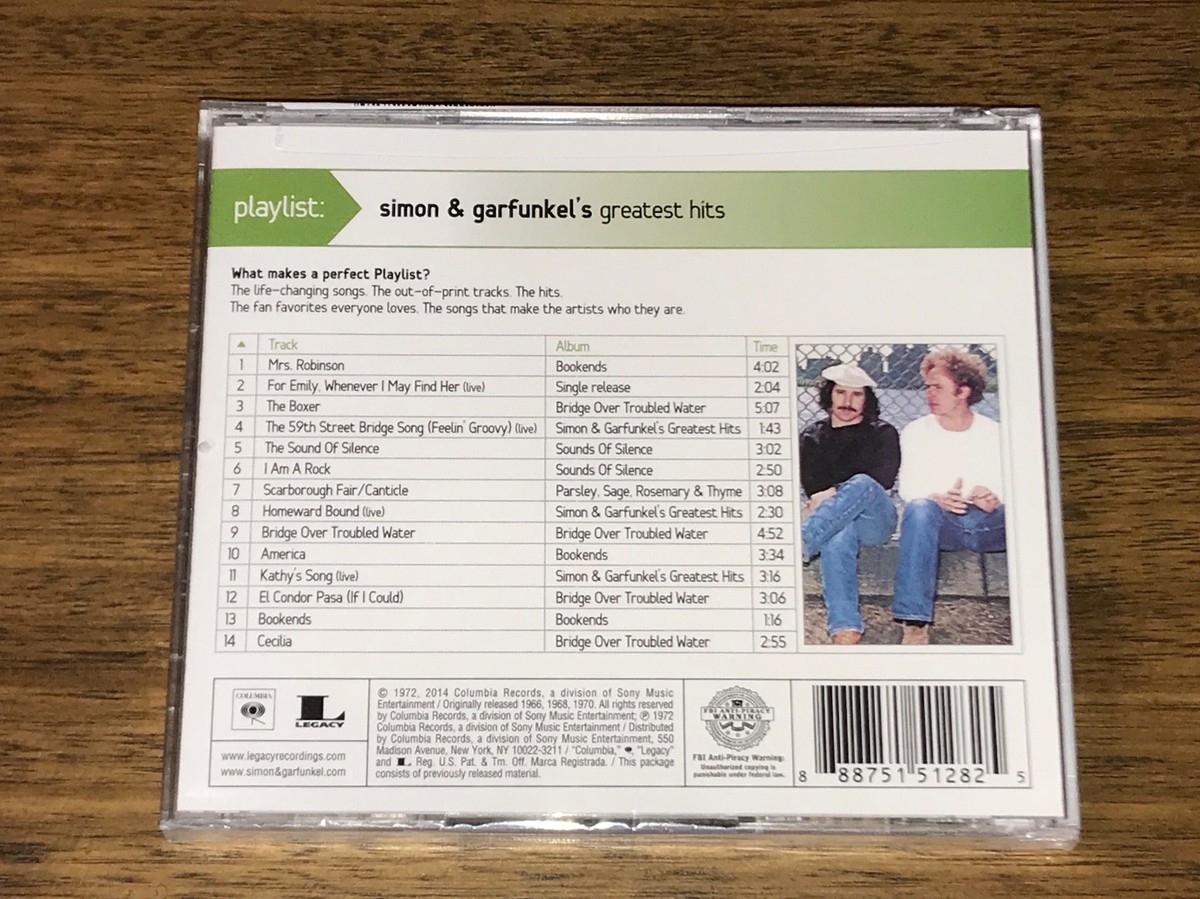 playlist: simon & garfunkel's greatest hits
What makes a perfect Playlist?
The life-changing songs. The out-of-print tracks. The hits.
The fan favorites everyone loves. The songs that make the artists who they are.
Track Album Time
1 Mrs. Robinson Bookends 4:02
2 For Emily, Whenever I May Find Her (live) Single release 2:04
3 The Boxer Bridge Over Troubled Water 5:07
4 The 59th Street Bridge Song (Feelin' Groovy) (live) Simon & Garfunkel's Greatest Hits 1:43
5 The Sound Of Silence Sounds Of Silence 3:02
6 I Am A Rock Sounds Of Silence 2:50
7 Scarborough Fair/Canticle Parsley, Sage, Rosemary & Thyme 3:08
8 Homeward Bound (live) Simon & Garfunkel's Greatest Hits 2:30
9 Bridge Over Troubled Water Bridge Over Troubled Water 4:52
10 America Bookends 3:34
11 Kathy's Song (live) Simon & Garfunkel's Greatest Hits 3:16
12 El Condor Pasa (If I Could) Bridge Over Troubled Water 3:06
13 Bookends Bookends 1:16
14 Cecilia Bridge Over Troubled Water 2:55
COLUMBIA
LEGACY
www.legacyrecordings.com
www.simon&garfunkel.com
© 1972, 2014 Columbia Records, a division of Sony Music
Entertainment / Originally released 1966, 1968, 1970. All rights reserved
by Columbia Records, a division of Sony Music Entertainment; ℗ 1972
Columbia Records, a division of Sony Music Entertainment / Distributed
by Columbia Records, a division of Sony Music Entertainment, 550
Madison Avenue, New York, NY 10022-3211 / "Columbia," "Legacy"
and L Reg. U.S. Pat. & Tm. Off. Marca Registrada. / This package
consists of previously released material.
FBI ANTI-PIRACY
WARNING
FBI Anti-Piracy Warning:
Unauthorized copying is
punishable under federal law.
8 88751 51282 5